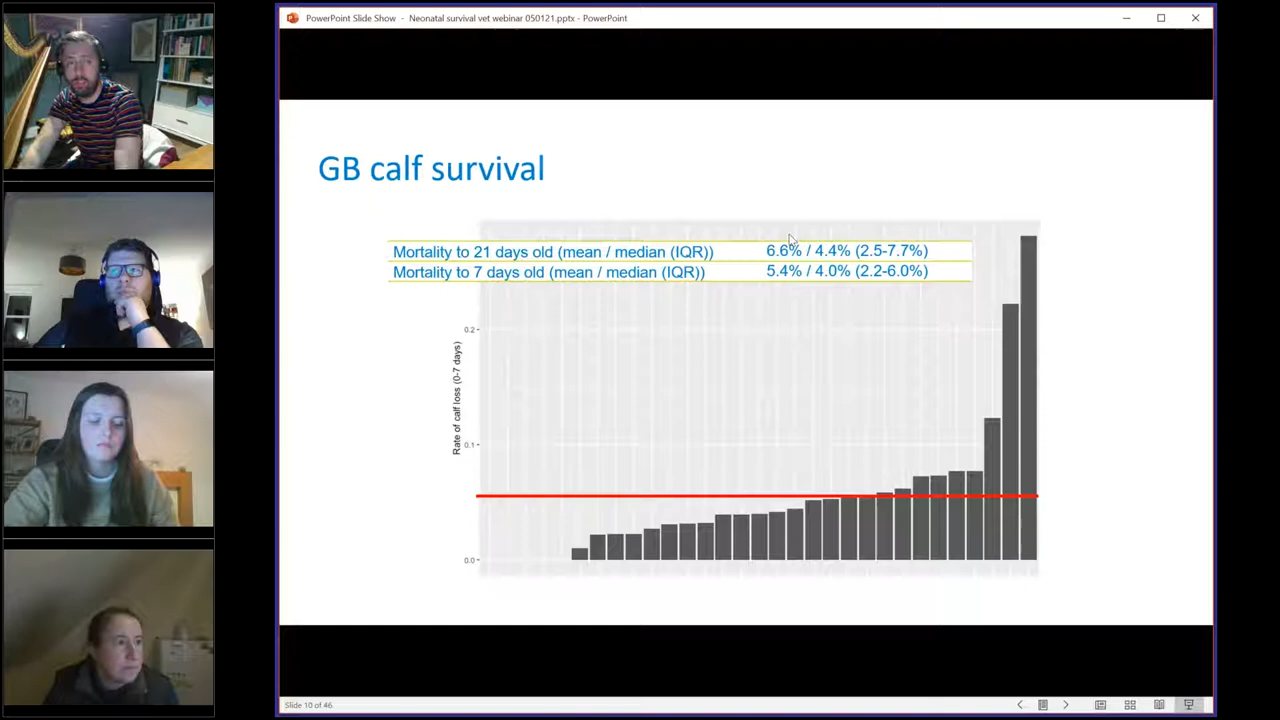 PowerPoint Slide Show - Neonatal survival vet webinar 050121.pptx - PowerPoint
GB calf survival
Mortality to 21 days old (mean / median (IQR)) 6.6% / 4.4% (2.5-7.7%)
Mortality to 7 days old (mean / median (IQR)) 5.4% / 4.0% (2.2-6.0%)
0.2
Rate of calf loss (0-7 days)
0.1
0.0
Slide 10 of 46